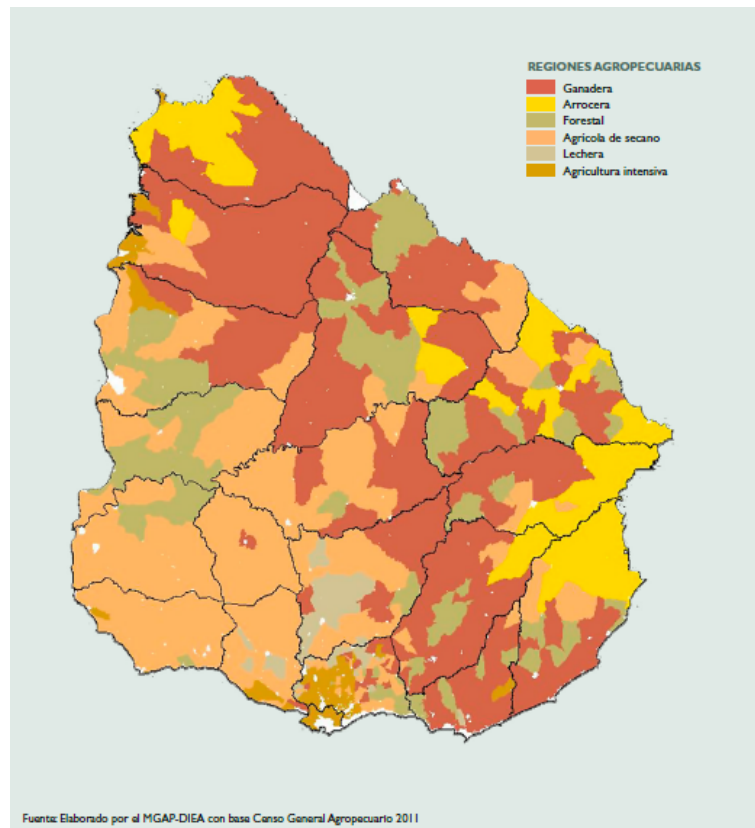 REGIONES AGROPECUARIAS
Ganadera
Arrocera
Forestal
Agrícola de secano
Lechera
Agricultura intensiva
Fuente: Elaborado por el MGAP-DIEA con base Censo General Agropecuario 2011